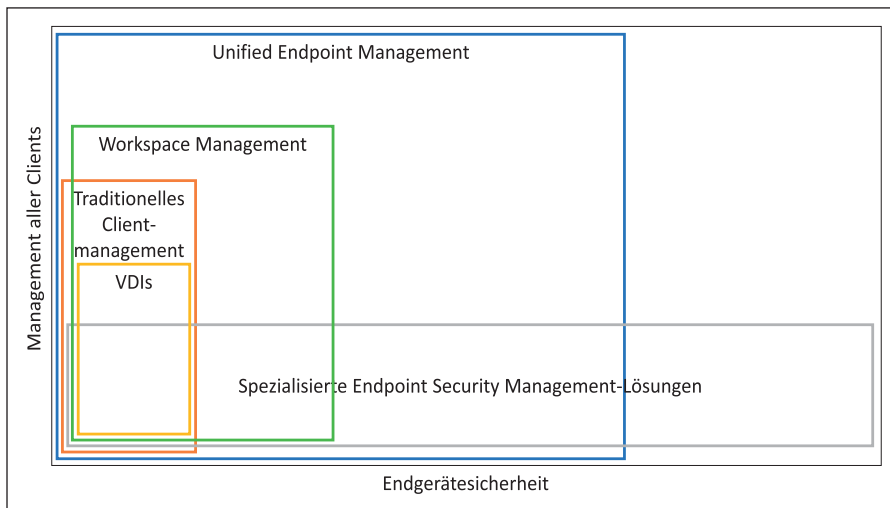 Unified Endpoint Management
Workspace Management
Traditionelles
Client-
management
VDIs
Spezialisierte Endpoint Security Management-Lösungen
Management aller Clients
Endgerätesicherheit